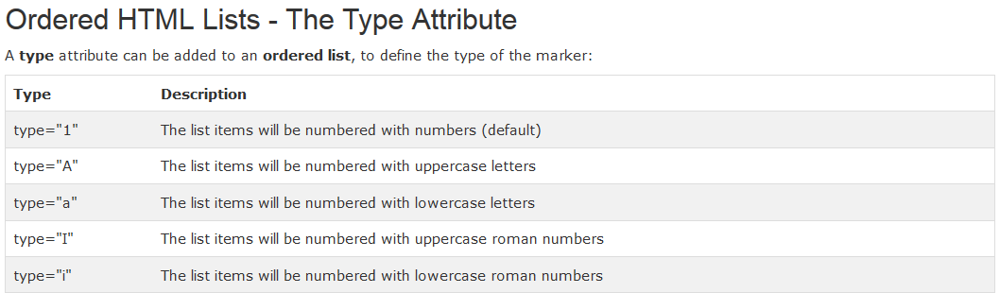 Ordered HTML Lists - The Type Attribute
A type attribute can be added to an ordered list, to define the type of the marker:
Type Description
type="1" The list items will be numbered with numbers (default)
type="A" The list items will be numbered with uppercase letters
type="a" The list items will be numbered with lowercase letters
type="I" The list items will be numbered with uppercase roman numbers
type="i" The list items will be numbered with lowercase roman numbers